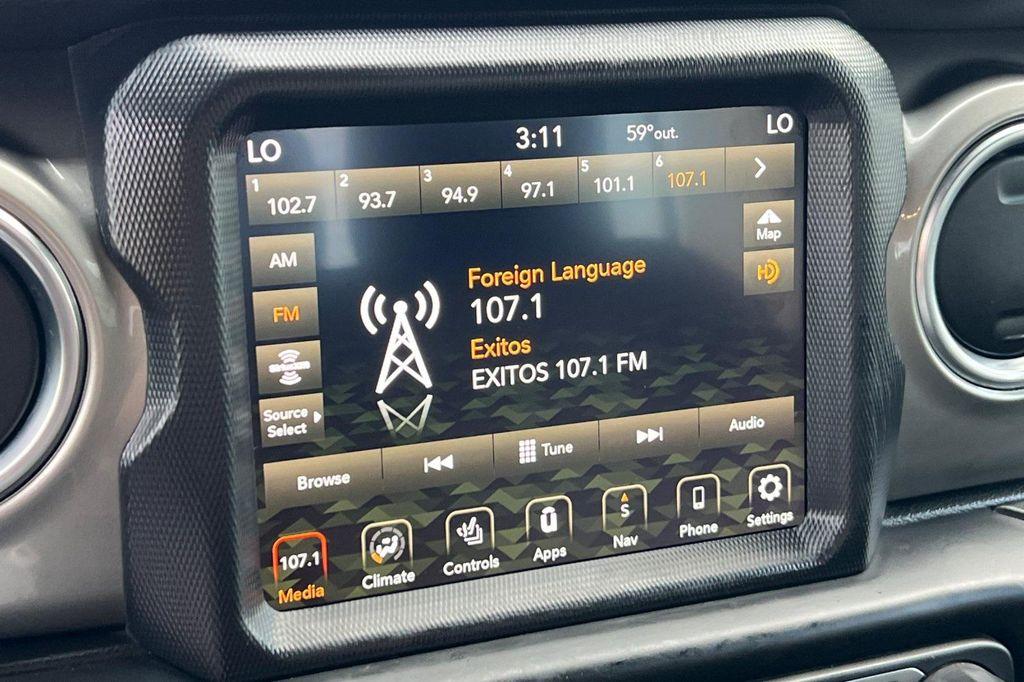 LO 3:11 59°out. LO
1 102.7 2 93.7 3 94.9 4 97.1 5 101.1 6 107.1
AM
FM
Source
Select
Foreign Language
107.1
Exitos
EXITOS 107.1 FM
Map
HD
Browse Tune Audio
107.1 S
Media Climate Controls Apps Nav Phone Settings